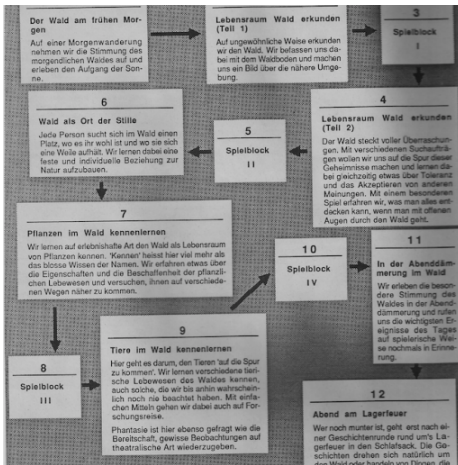 Der Wald am frühen Mor-
gen
Auf einer Morgenwanderung
nehmen wir die Stimmung des
morgendlichen Waldes auf und
erleben den Aufgang der Son-
ne.
Lebensraum Wald erkunden
(Teil 1)
Auf ungewöhnliche Weise erkunden
wir den Wald. Wir befassen uns da-
bei mit dem Waldboden und machen
uns ein Bild über die nähere Umge-
bung.
3
Spielblock
I
4
Lebensraum Wald erkunden
(Teil 2)
Der Wald steckt voller Überraschun-
gen. Mit verschiedenen Suchaufträ-
gen wollen wir uns auf die Spur dieser
Geheimnisse machen und lernen da-
bei gleichzeitig etwas über Toleranz
und das Akzeptieren von anderen
Meinungen. Mit einem besonderen
Spiel erfahren wir, was man alles ent-
decken kann, wenn man mit offenen
Augen durch den Wald geht.
5
Spielblock
II
6
Wald als Ort der Stille
Jede Person sucht sich im Wald einen
Platz, wo es ihr wohl ist und wo sie sich
eine Weile aufhält. Wir lernen dabei eine
feste und individuelle Beziehung zur
Natur aufzubauen.
7
Pflanzen im Wald kennenlernen
Wir lernen auf erlebnishafte Art den Wald als Lebensraum
von Pflanzen kennen. 'Kennen' heisst hier viel mehr als
das blosse Wissen der Namen. Wir erfahren etwas über
die Eigenschaften und die Beschaffenheit der pflanzli-
chen Lebewesen und versuchen, ihnen auf verschiede-
nen Wegen näher zu kommen.
8
Spielblock
III
9
Tiere im Wald kennenlernen
Hier geht es darum, den Tieren 'auf die Spur
zu kommen'. Wir lernen verschiedene tieri-
sche Lebewesen des Waldes kennen,
auch solche, die wir bis anhin wahrschein-
lich noch nie beachtet haben. Mit einfa-
chen Mitteln gehen wir dabei auch auf For-
schungsreise.
Phantasie ist hier ebenso gefragt wie die
Bereitschaft, gewisse Beobachtungen auf
theatralische Art wiederzugeben.
10
Spielblock
IV
11
In der Abenddäm-
merung im Wald
Wir erleben die beson-
dere Stimmung des
Waldes in der Abend-
dämmerung und rufen
uns die wichtigsten Er-
eignisse des Tages
auf spielerische Wei-
se nochmals in Erinne-
rung.
12
Abend am Lagerfeuer
Wer noch munter ist, geht erst nach ei-
ner Geschichtenrunde rund um's La-
gerfeuer in den Schlafsack. Die Ge-
schichten drehen sich natürlich um
den Wald oder handeln von Dingen, die